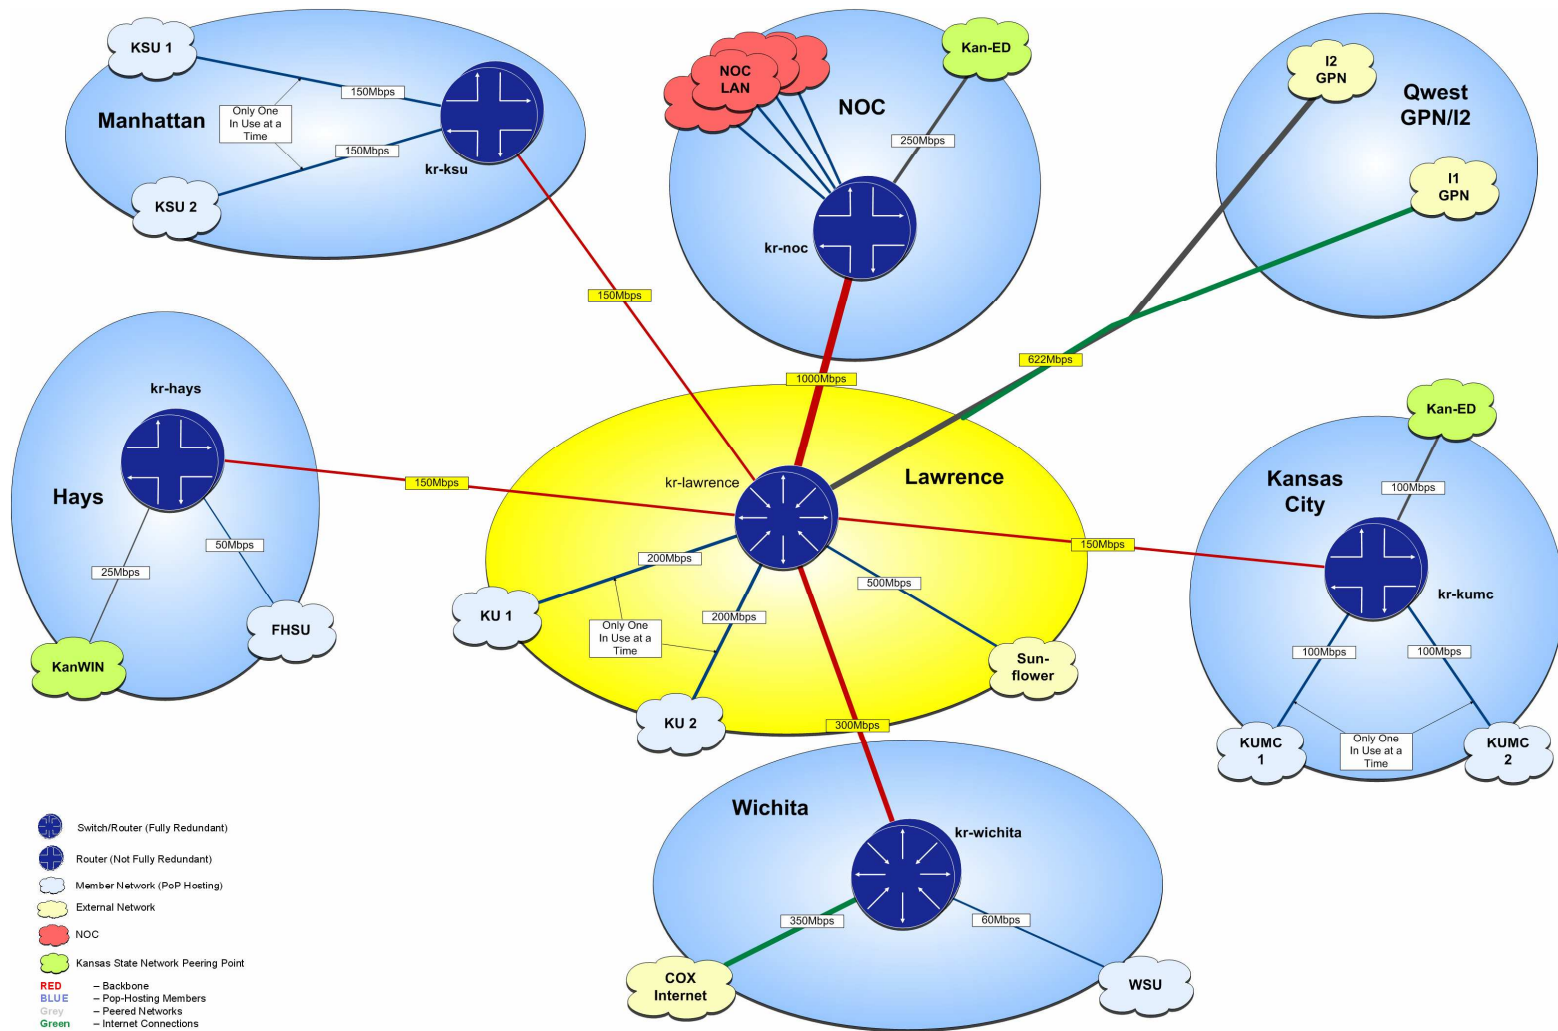 KSU 1
150Mbps
Manhattan
Only One
In Use at a
Time
150Mbps
kr-ksu
KSU 2
NOC
LAN
Kan-ED
NOC
250Mbps
kr-noc
I2
GPN
Qwest
GPN/I2
I1
GPN
150Mbps
1000Mbps
622Mbps
kr-hays
Hays
150Mbps
50Mbps
25Mbps
FHSU
KanWIN
kr-lawrence
Lawrence
200Mbps
500Mbps
200Mbps
KU 1
Only One
In Use at a
Time
Sun-
flower
KU 2
300Mbps
150Mbps
Kan-ED
Kansas
City
100Mbps
kr-kumc
100Mbps
100Mbps
KUMC
1
Only One
In Use at a
Time
KUMC
2
Wichita
kr-wichita
350Mbps
60Mbps
COX
Internet
WSU
Switch/Router (Fully Redundant)
Router (Not Fully Redundant)
Member Network (PoP Hosting)
External Network
NOC
Kansas State Network Peering Point
RED – Backbone
BLUE – Pop-Hosting Members
Grey – Peered Networks
Green – Internet Connections